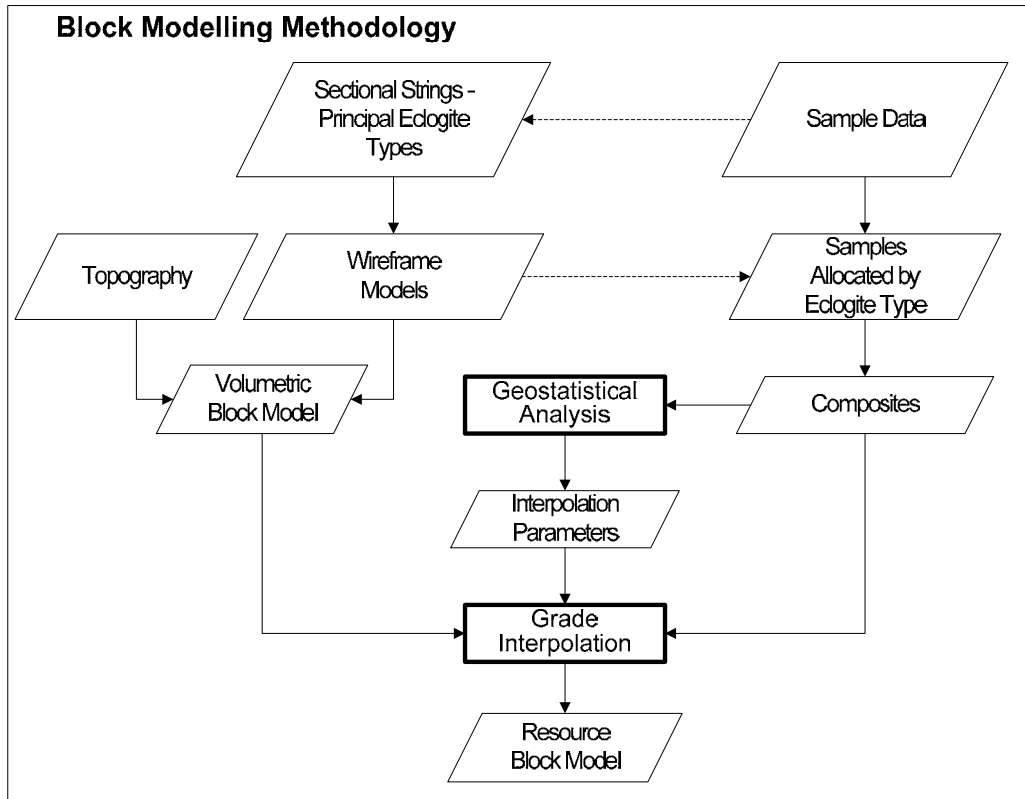 Block Modelling Methodology
Sectional Strings -
Principal Eclogite
Types
Sample Data
Topography
Wireframe
Models
Samples
Allocated by
Eclogite Type
Volumetric
Block Model
Geostatistical
Analysis
Composites
Interpolation
Parameters
Grade
Interpolation
Resource
Block Model